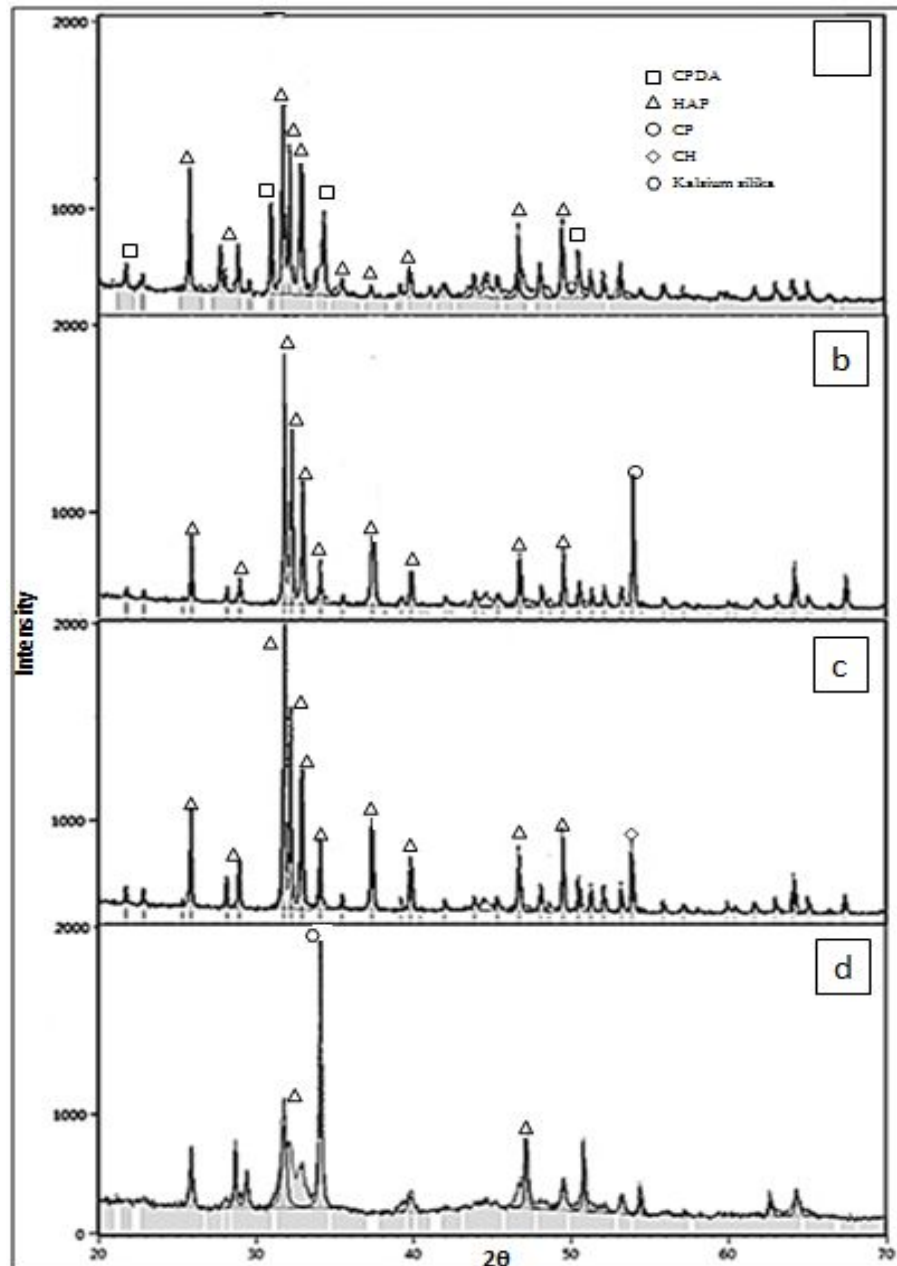 2000
□ CPDA
△ HAP
○ CP
◇ CH
○ Kalsium silika
1000
b
2000
1000
c
2000
1000
d
2000
1000
0
20 30 40 50 60 70
2θ
Intensity